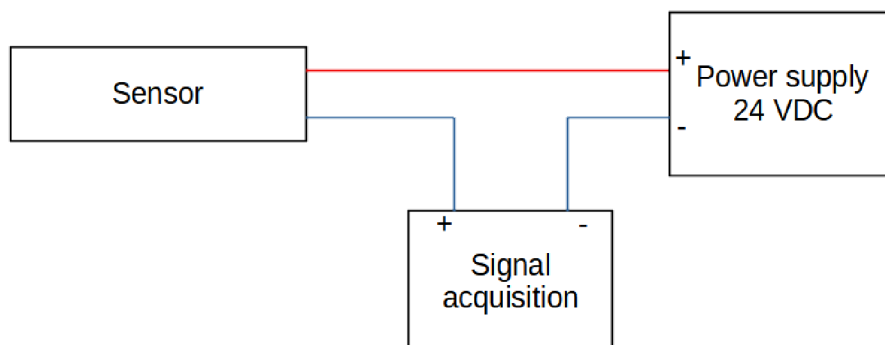 Sensor
+
Power supply
24 VDC
-
+
-
Signal
acquisition